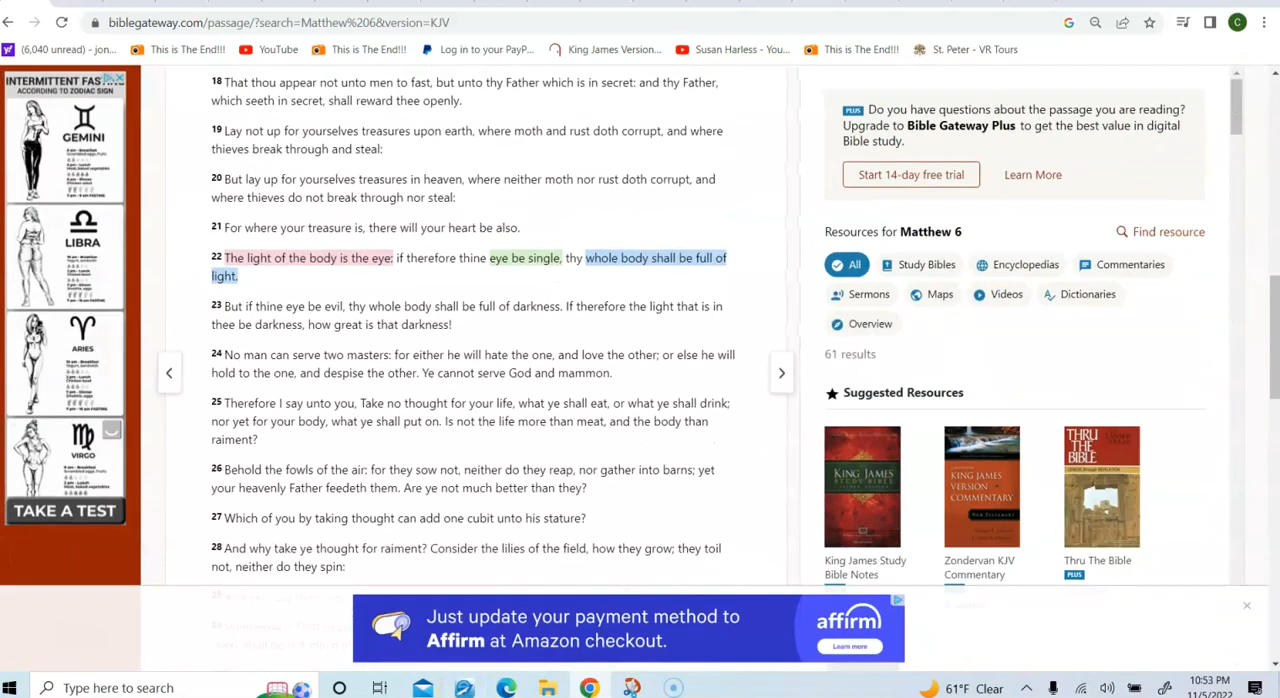 biblegateway.com/passage/?search=Matthew%206&version=KJV
C
(6,040 unread) - jon...
This is The End!!!
YouTube
This is The End!!!
Log in to your PayP...
King James Version...
Susan Harless - You...
This is The End!!!
St. Peter - VR Tours
INTERMITTENT FAS
ACCORDING TO ZODIAC SIGN
GEMINI
LIBRA
ARIES
VIRGO
TAKE A TEST
18 That thou appear not unto men to fast, but unto thy Father which is in secret: and thy Father,
which seeth in secret, shall reward thee openly.
19 Lay not up for yourselves treasures upon earth, where moth and rust doth corrupt, and where
thieves break through and steal:
20 But lay up for yourselves treasures in heaven, where neither moth nor rust doth corrupt, and
where thieves do not break through nor steal:
21 For where your treasure is, there will your heart be also.
22 The light of the body is the eye: if therefore thine eye be single, thy whole body shall be full of
light.
23 But if thine eye be evil, thy whole body shall be full of darkness. If therefore the light that is in
thee be darkness, how great is that darkness!
24 No man can serve two masters: for either he will hate the one, and love the other; or else he will
hold to the one, and despise the other. Ye cannot serve God and mammon.
25 Therefore I say unto you, Take no thought for your life, what ye shall eat, or what ye shall drink;
nor yet for your body, what ye shall put on. Is not the life more than meat, and the body than
raiment?
26 Behold the fowls of the air: for they sow not, neither do they reap, nor gather into barns; yet
your heavenly Father feedeth them. Are ye not much better than they?
27 Which of you by taking thought can add one cubit unto his stature?
28 And why take ye thought for raiment? Consider the lilies of the field, how they grow; they toil
not, neither do they spin:
PLUS Do you have questions about the passage you are reading?
Upgrade to Bible Gateway Plus to get the best value in digital
Bible study.
Start 14-day free trial
Learn More
Resources for Matthew 6
Find resource
All
Study Bibles
Encyclopedias
Commentaries
Sermons
Maps
Videos
Dictionaries
Overview
61 results
Suggested Resources
KING JAMES
STUDY BIBLE
KING JAMES
VERSION
COMMENTARY
NEW TESTAMENT
THRU
THE
BIBLE
King James Study
Bible Notes
Zondervan KJV
Commentary
Thru The Bible
PLUS
Just update your payment method to
Affirm at Amazon checkout.
affirm
Learn more
Type here to search
61°F Clear
10:53 PM
11/5/2022